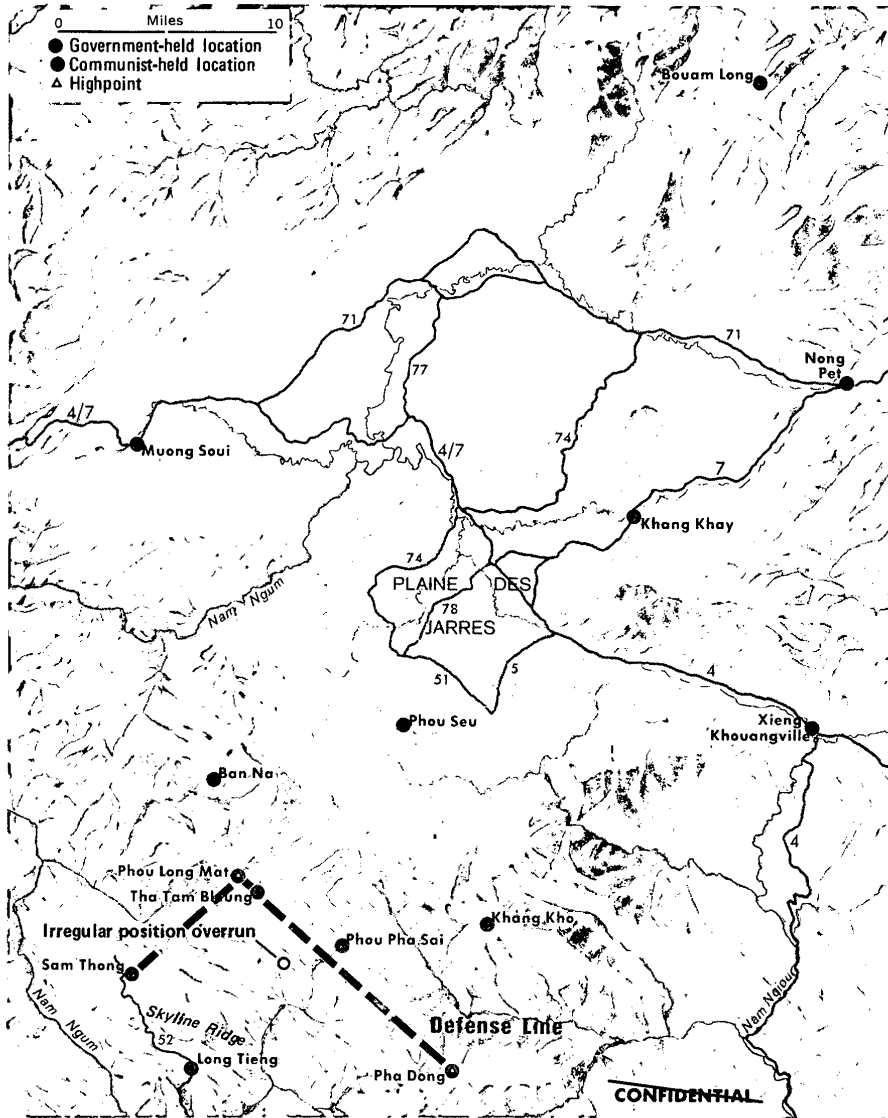 0 Miles 10
Government-held location
Communist-held location
Highpoint
Bouam Long
71
71
77
Nong
Pet
4/7
Muong Soui
4/7
74
7
Khang Khay
74
PLAINE DES
78
JARRES
Nam Ngum
51
5
4
Phou Seu
Xieng
Khouangville
Ban Na
4
Phou Long Mat
Tha Tam Bleung
Khang Kho
Irregular position overrun
Phou Pha Sai
Sam Thong
Nam Ngum
Skyline Ridge
52
Nam Ngiou
Defense Line
Long Tieng
Pha Dong
CONFIDENTIAL